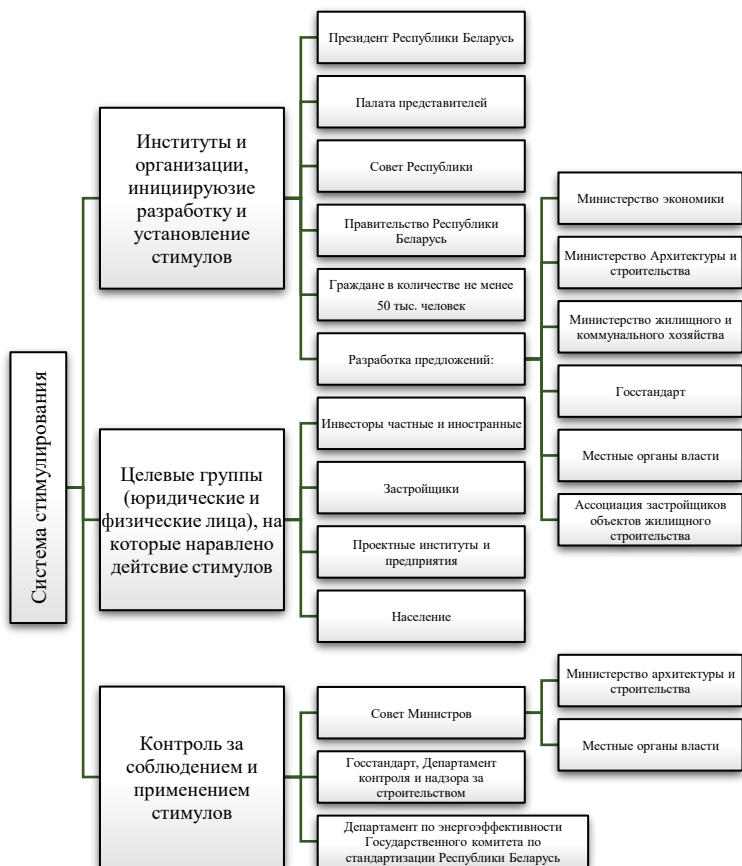 Система стимулирования
Институты и
организации,
инициируюзие
разработку и
установление
стимулов
Президент Республики Беларусь
Палата представителей
Совет Республики
Правительство Республики
Беларусь
Граждане в количестве не менее
50 тыс. человек
Разработка предложений:
Министерство экономики
Министерство Архитектуры и
строительства
Министерство жилищного и
коммунального хозяйства
Госстандарт
Местные органы власти
Ассоциация застройщиков
объектов жилищного
строительства
Целевые группы
(юридические и
физические лица), на
которые наравлено
дейтсвие стимулов
Инвесторы частные и иностранные
Застройщики
Проектные институты и
предприятия
Население
Контроль за
соблюдением и
применением
стимулов
Совет Министров
Министерство архитектуры и
строительства
Местные органы власти
Госстандарт, Департамент
контроля и надзора за
строительством
Департамент по энергоэффективности
Государственного комитета по
стандартизации Республики Беларусь